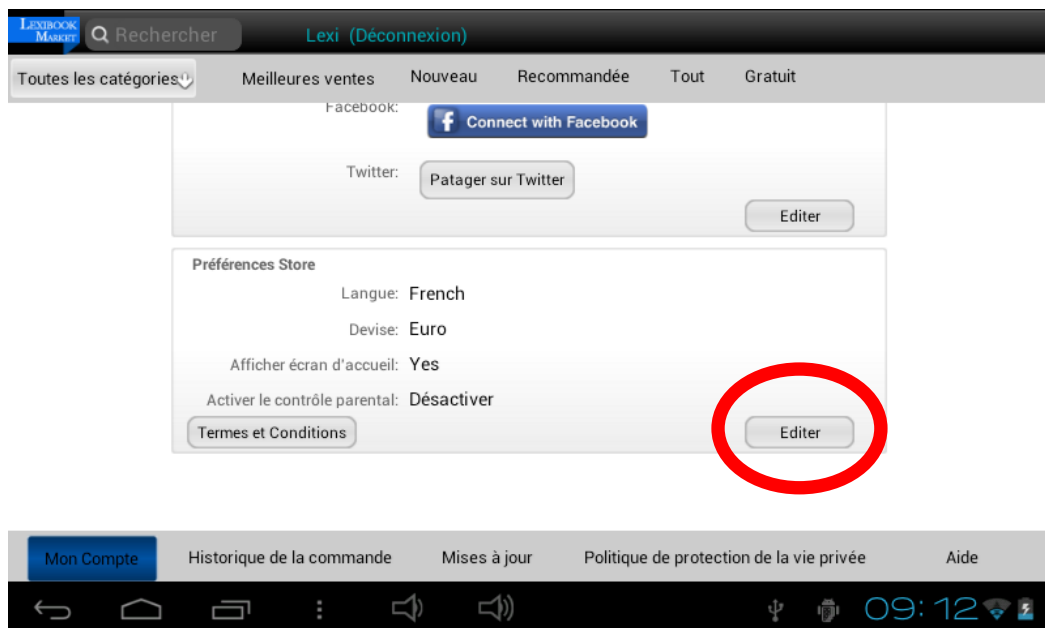 LEXIBOOK
MARKET
Rechercher
Lexi (Déconnexion)
Toutes les catégories
Meilleures ventes
Nouveau
Recommandée
Tout
Gratuit
Facebook:
f Connect with Facebook
Twitter:
Patager sur Twitter
Editer
Préférences Store
Langue: French
Devise: Euro
Afficher écran d'accueil: Yes
Activer le contrôle parental: Désactiver
Termes et Conditions
Editer
Mon Compte
Historique de la commande
Mises à jour
Politique de protection de la vie privée
Aide
09:12